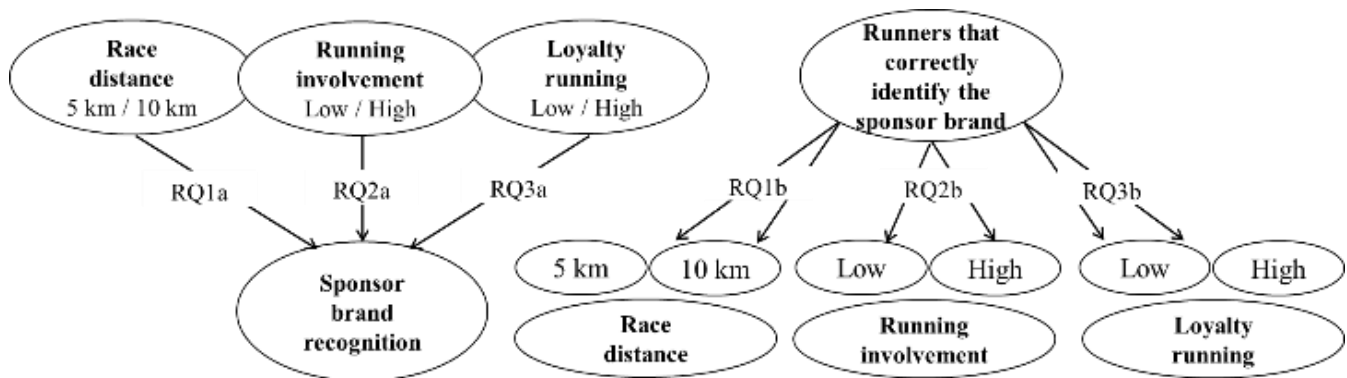 Race
distance
5 km / 10 km
Running
involvement
Low / High
Loyalty
running
Low / High
RQ1a
RQ2a
RQ3a
Sponsor
brand
recognition
Runners that
correctly
identify the
sponsor brand
RQ1b
RQ2b
RQ3b
5 km
10 km
Low
High
Low
High
Race
distance
Running
involvement
Loyalty
running